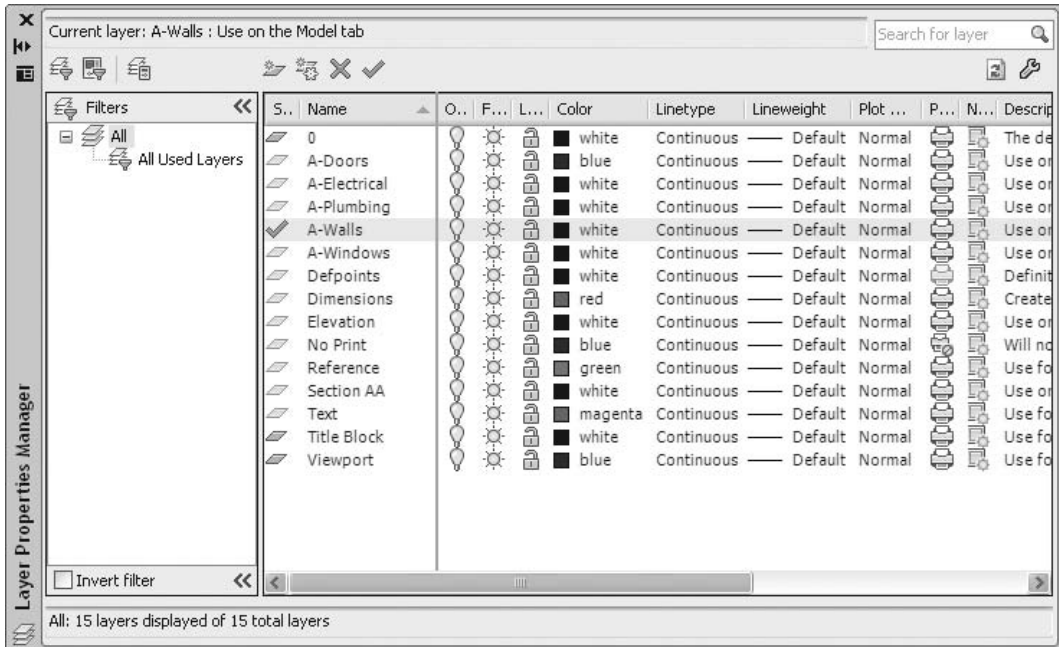 Current layer: A-Walls : Use on the Model tab
Search for layer
Filters
All
All Used Layers
Invert filter
S.. Name O.. F... L... Color Linetype Lineweight Plot ... P... N... Descrip
0 white Continuous Default Normal The de
A-Doors blue Continuous Default Normal Use or
A-Electrical white Continuous Default Normal Use or
A-Plumbing white Continuous Default Normal Use or
A-Walls white Continuous Default Normal Use or
A-Windows white Continuous Default Normal Use or
Defpoints white Continuous Default Normal Definit
Dimensions red Continuous Default Normal Create
Elevation white Continuous Default Normal Use or
No Print blue Continuous Default Normal Will no
Reference green Continuous Default Normal Use fo
Section AA white Continuous Default Normal Use or
Text magenta Continuous Default Normal Use fo
Title Block white Continuous Default Normal Use fo
Viewport blue Continuous Default Normal Use fo
Layer Properties Manager
All: 15 layers displayed of 15 total layers